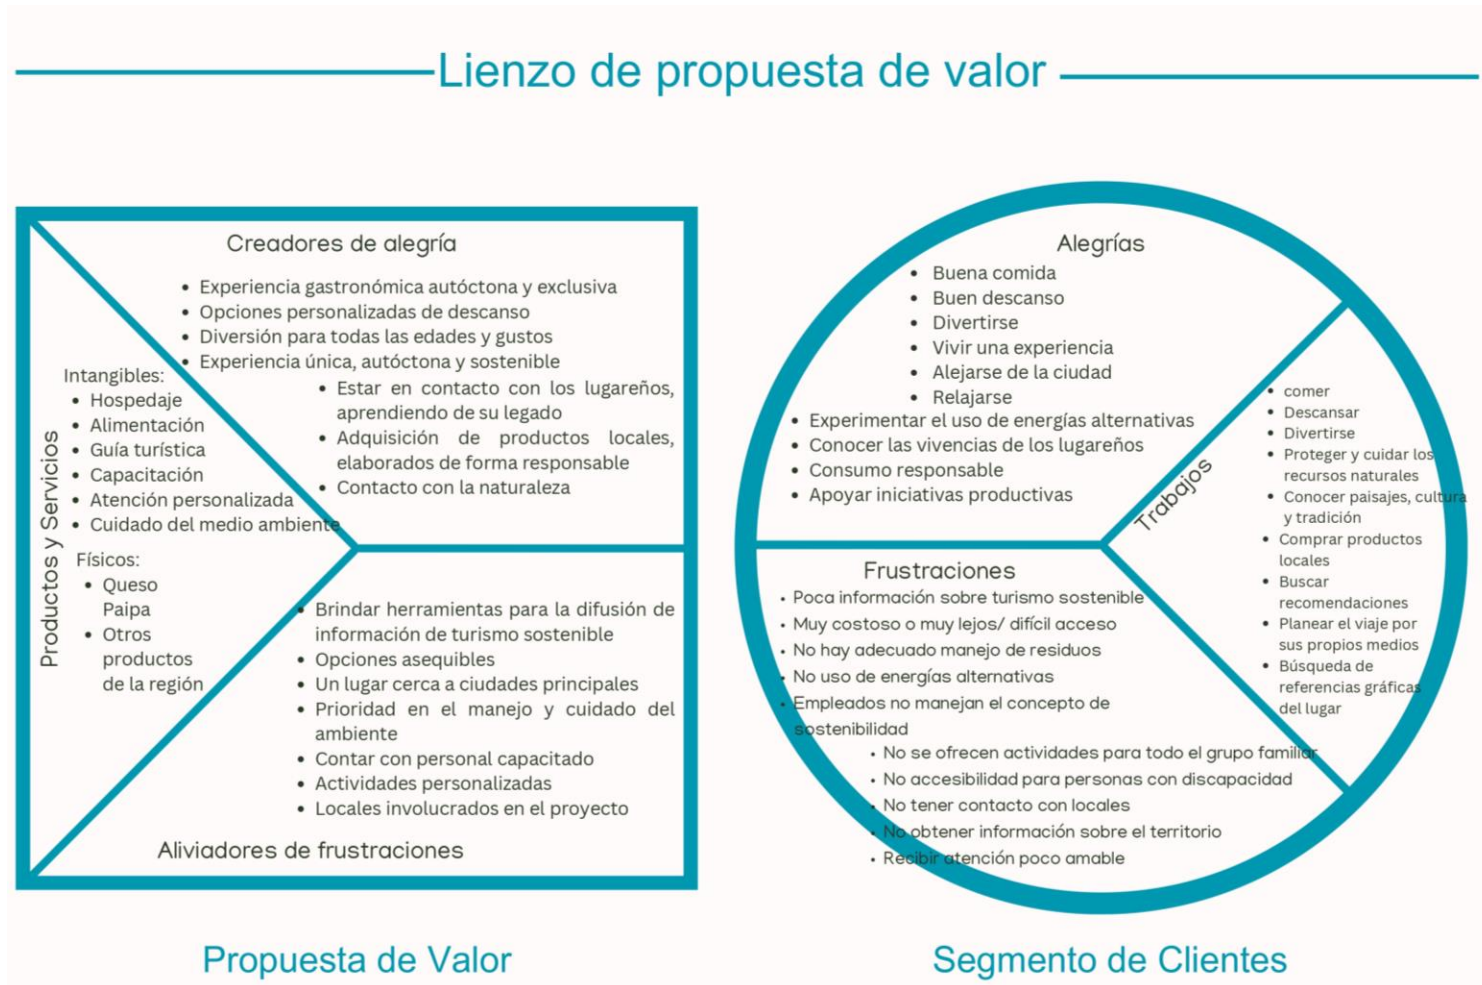 Lienzo de propuesta de valor
Creadores de alegría
• Experiencia gastronómica autóctona y exclusiva
• Opciones personalizadas de descanso
• Diversión para todas las edades y gustos
• Experiencia única, autóctona y sostenible
• Estar en contacto con los lugareños,
aprendiendo de su legado
• Adquisición de productos locales,
elaborados de forma responsable
• Contacto con la naturaleza
Productos y Servicios
Intangibles:
• Hospedaje
• Alimentación
• Guía turística
• Capacitación
• Atención personalizada
• Cuidado del medio ambiente
Físicos:
• Queso
Paipa
• Otros
productos
de la región
• Brindar herramientas para la difusión de
información de turismo sostenible
• Opciones asequibles
• Un lugar cerca a ciudades principales
• Prioridad en el manejo y cuidado del
ambiente
• Contar con personal capacitado
• Actividades personalizadas
• Locales involucrados en el proyecto
Aliviadores de frustraciones
Propuesta de Valor
Alegrías
• Buena comida
• Buen descanso
• Divertirse
• Vivir una experiencia
• Alejarse de la ciudad
• Relajarse
• Experimentar el uso de energías alternativas
• Conocer las vivencias de los lugareños
• Consumo responsable
• Apoyar iniciativas productivas
Trabajos
• comer
• Descansar
• Divertirse
• Proteger y cuidar los
recursos naturales
• Conocer paisajes, cultura
y tradición
• Comprar productos
locales
• Buscar
recomendaciones
• Planear el viaje por
sus propios medios
• Búsqueda de
referencias gráficas
del lugar
Frustraciones
• Poca información sobre turismo sostenible
• Muy costoso o muy lejos/ difícil acceso
• No hay adecuado manejo de residuos
• No uso de energías alternativas
• Empleados no manejan el concepto de
sostenibilidad
• No se ofrecen actividades para todo el grupo familiar
• No accesibilidad para personas con discapacidad
• No tener contacto con locales
• No obtener información sobre el territorio
• Recibir atención poco amable
Segmento de Clientes